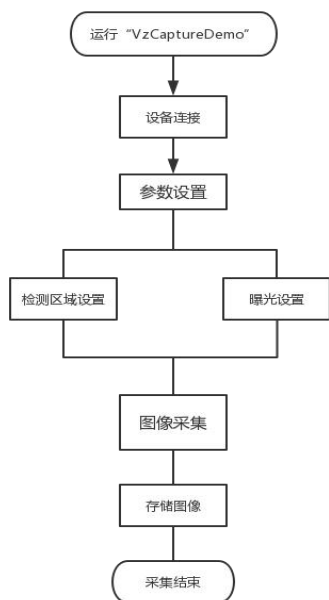 运行“VzCaptureDemo”
设备连接
参数设置
检测区域设置
曝光设置
图像采集
存储图像
采集结束